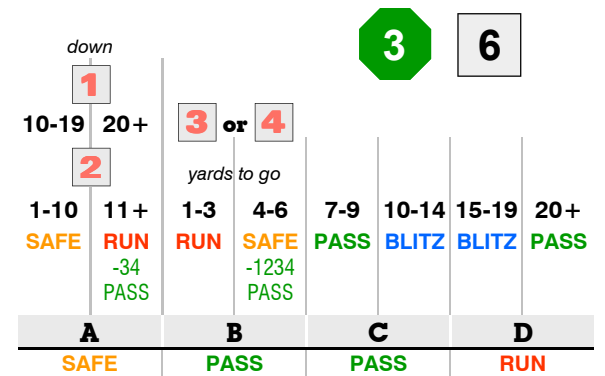 3 6
down
1
10-19 20+ 3 or 4
2 yards to go
1-10 11+ 1-3 4-6 7-9 10-14 15-19 20+
SAFE RUN RUN SAFE PASS BLITZ BLITZ PASS
-34 -1234
PASS PASS
A B C D
SAFE PASS PASS RUN